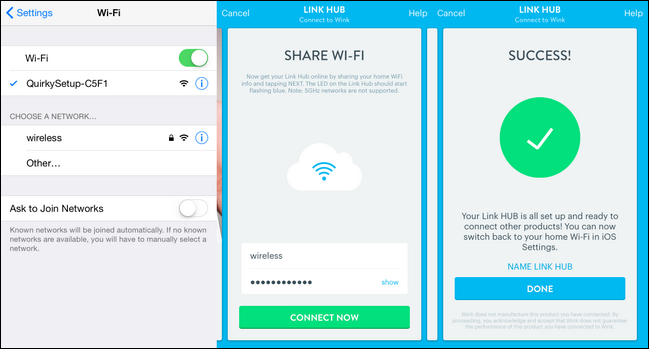 Settings
Wi-Fi
Wi-Fi
QuirkySetup-C5F1
CHOOSE A NETWORK...
wireless
Other...
Ask to Join Networks
Known networks will be joined automatically. If no known
networks are available, you will have to manually select a
network.
Cancel
LINK HUB
Connect to Wink
Help
SHARE WI-FI
Now get your Link Hub online by sharing your home WiFi
info and tapping NEXT. The LED on the Link Hub should start
flashing blue. Note: 5GHz networks are not supported.
wireless
●●●●●●●●●●●●
show
CONNECT NOW
Cancel
LINK HUB
Connect to Wink
Help
SUCCESS!
Your Link HUB is all set up and ready to
connect other products! You can now
switch back to your home Wi-Fi in iOS
Settings.
NAME LINK HUB
DONE
Wink does not manufacture this product you have connected. By
proceeding, you acknowledge and accept that Wink does not guarantee
the performance of this product you have connected to Wink.